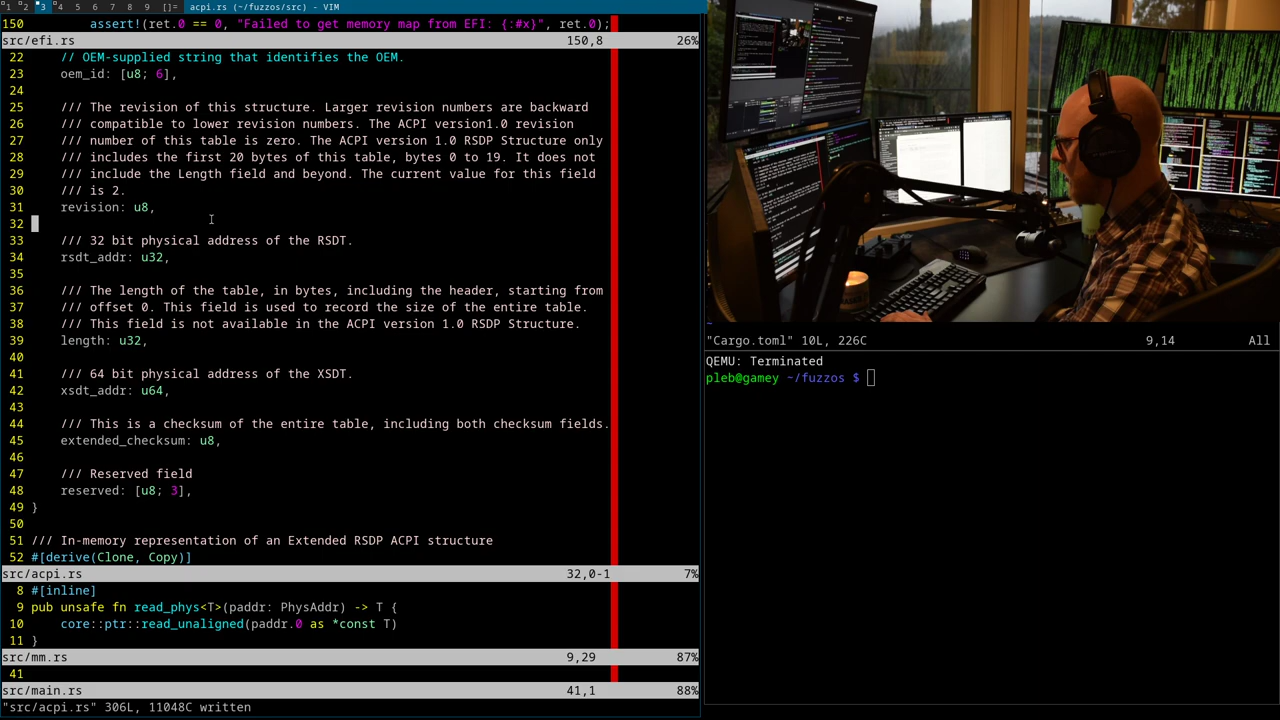 1 2 3 4 5 6 7 8 9 []= acpi.rs (~/fuzzos/src) - VIM
150 assert!(ret.0 == 0, "Failed to get memory map from EFI: {:#x}", ret.0);
src/efi.rs 150,8 26%
22 // OEM-supplied string that identifies the OEM.
23 oem_id: [u8; 6],
24
25 /// The revision of this structure. Larger revision numbers are backward
26 /// compatible to lower revision numbers. The ACPI version1.0 revision
27 /// number of this table is zero. The ACPI version 1.0 RSDP Structure only
28 /// includes the first 20 bytes of this table, bytes 0 to 19. It does not
29 /// include the Length field and beyond. The current value for this field
30 /// is 2.
31 revision: u8,
32
33 /// 32 bit physical address of the RSDT.
34 rsdt_addr: u32,
35
36 /// The length of the table, in bytes, including the header, starting from
37 /// offset 0. This field is used to record the size of the entire table.
38 /// This field is not available in the ACPI version 1.0 RSDP Structure.
39 length: u32,
40
41 /// 64 bit physical address of the XSDT.
42 xsdt_addr: u64,
43
44 /// This is a checksum of the entire table, including both checksum fields.
45 extended_checksum: u8,
46
47 /// Reserved field
48 reserved: [u8; 3],
49 }
50
51 /// In-memory representation of an Extended RSDP ACPI structure
52 #[derive(Clone, Copy)]
src/acpi.rs 32,0-1 7%
8 #[inline]
9 pub unsafe fn read_phys<T>(paddr: PhysAddr) -> T {
10 core::ptr::read_unaligned(paddr.0 as *const T)
11 }
src/mm.rs 9,29 87%
41
src/main.rs 41,1 88%
"src/acpi.rs" 306L, 11048C written
~
"Cargo.toml" 10L, 226C 9,14 All
QEMU: Terminated
pleb@gamey ~/fuzzos $